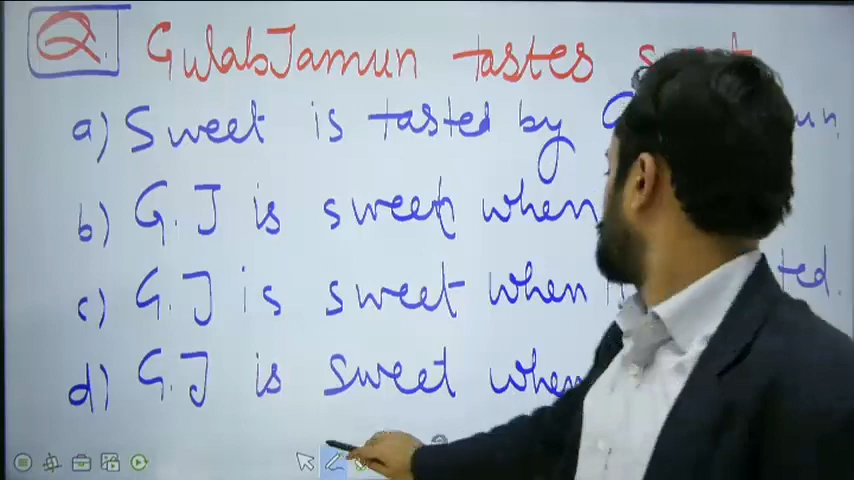 Q. GulabJamun tastes
a) Sweet is tasted by
b) G.J is sweet when
c) G.J is sweet when
d) G.J is sweet when